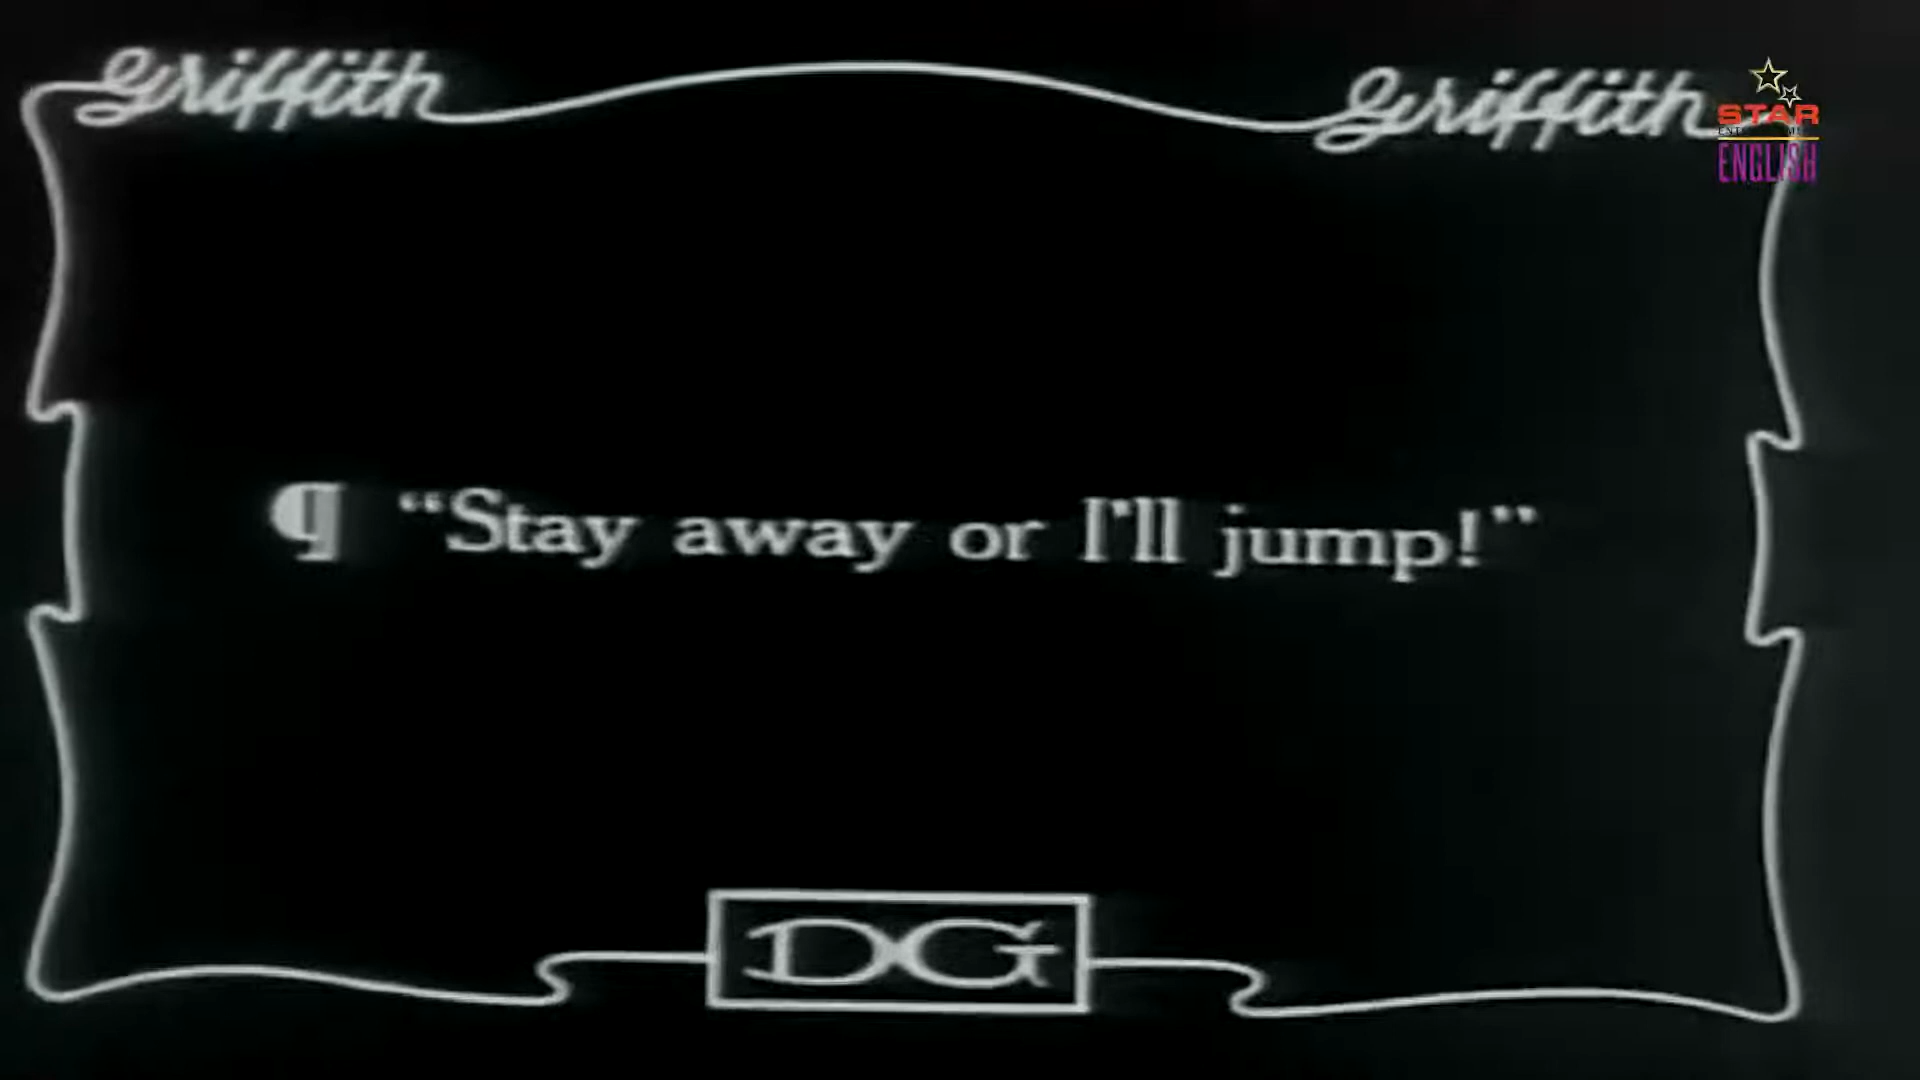 Griffith Griffith
STAR
ENGLISH
¶ “Stay away or I'll jump!”
DG